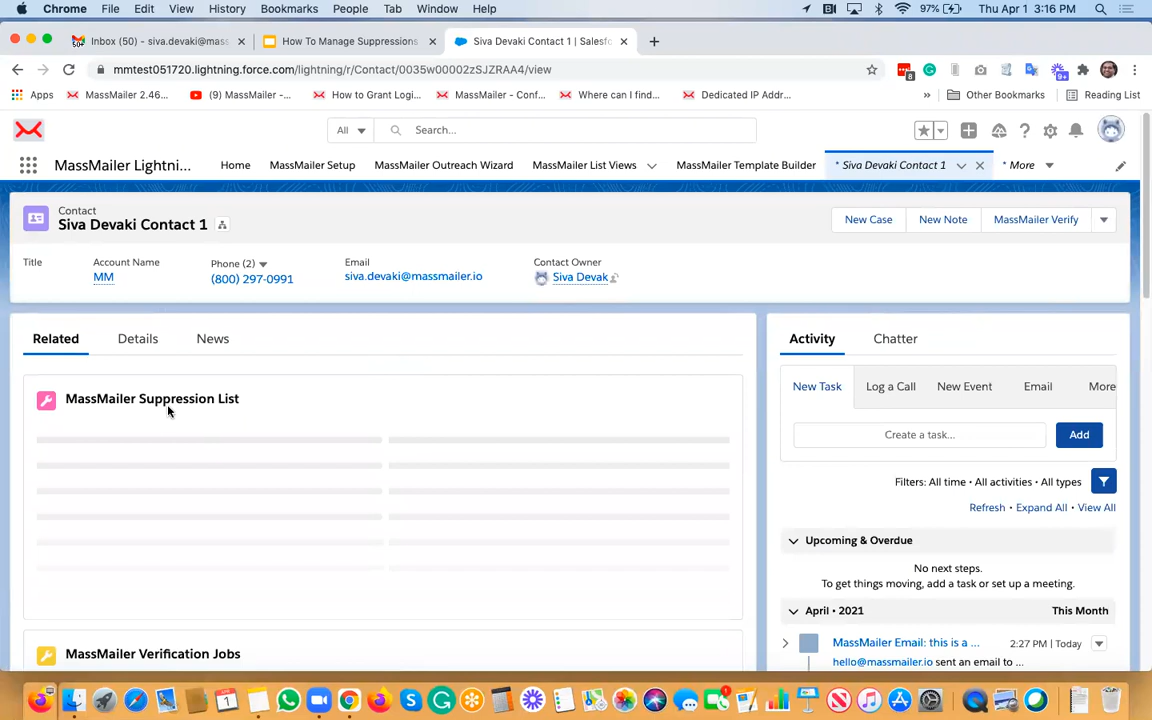 Chrome File Edit View History Bookmarks People Tab Window Help 97% Thu Apr 1 3:16 PM
Inbox (50) - siva.devaki@mass How To Manage Suppressions Siva Devaki Contact 1 | Salesfo
mmtest051720.lightning.force.com/lightning/r/Contact/0035w00002zSJZRAA4/view
Apps MassMailer 2.46... (9) MassMailer -... How to Grant Logi... MassMailer - Conf... Where can I find... Dedicated IP Addr... » Other Bookmarks Reading List
All Search...
MassMailer Lightni... Home MassMailer Setup MassMailer Outreach Wizard MassMailer List Views MassMailer Template Builder * Siva Devaki Contact 1 * More
Contact
Siva Devaki Contact 1
New Case New Note MassMailer Verify
Title Account Name Phone (2) Email Contact Owner
MM (800) 297-0991 siva.devaki@massmailer.io Siva Devak
Related Details News
Activity Chatter
MassMailer Suppression List
New Task Log a Call New Event Email More
Create a task... Add
Filters: All time • All activities • All types
Refresh • Expand All • View All
Upcoming & Overdue
No next steps.
To get things moving, add a task or set up a meeting.
April • 2021 This Month
MassMailer Verification Jobs
MassMailer Email: this is a ... 2:27 PM | Today
hello@massmailer.io sent an email to ...